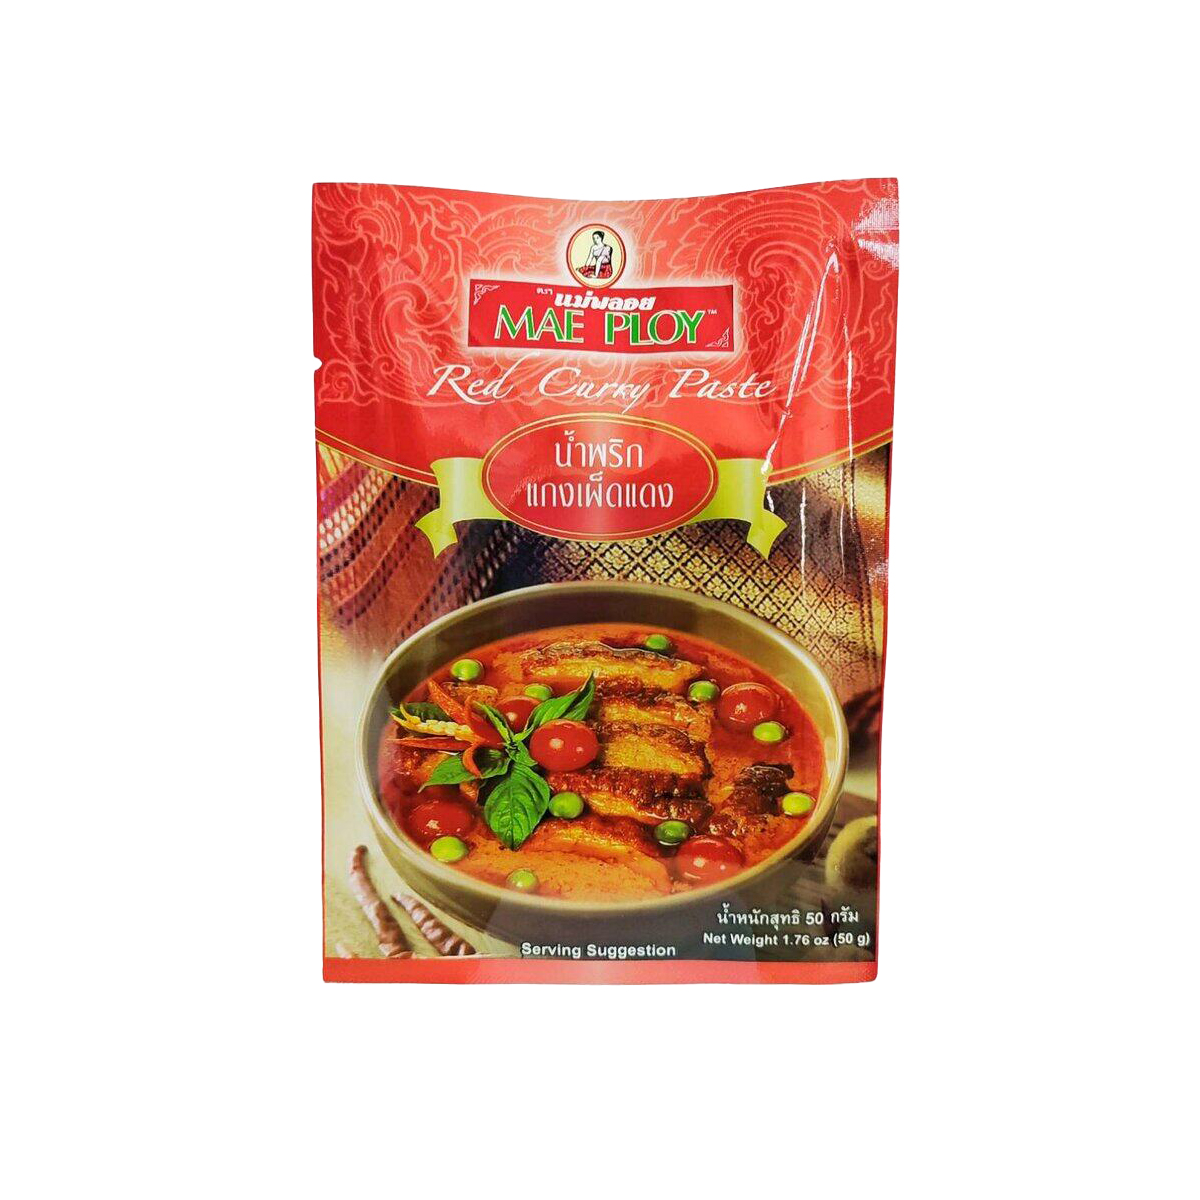 ตรา แม่พลอย
MAE PLOY™
Red Curry Paste
น้ำพริก
แกงเผ็ดแดง
น้ำหนักสุทธิ 50 กรัม
Net Weight 1.76 oz (50 g)
Serving Suggestion